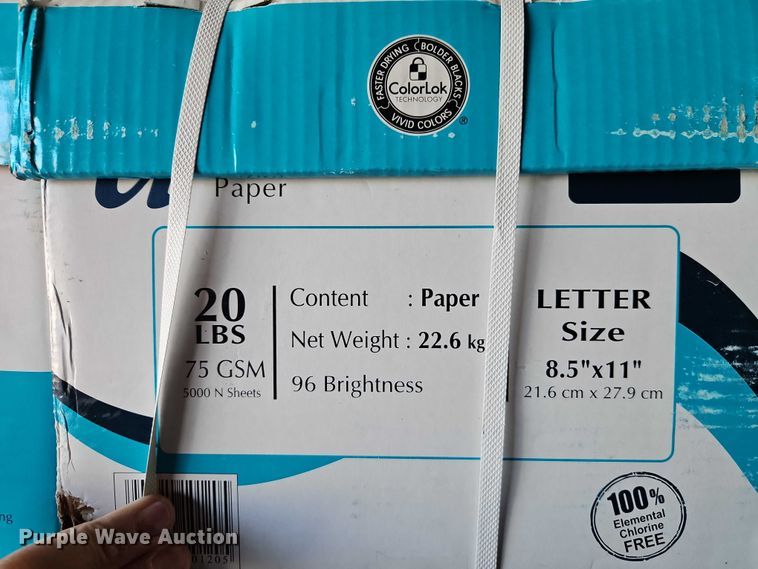 FASTER DRYING
BOLDER BLACKS
ColorLok
TECHNOLOGY
VIVID COLORS
®
Paper
20
LBS
75 GSM
5000 N Sheets
Content : Paper
Net Weight : 22.6 kg
96 Brightness
LETTER
Size
8.5"x11"
21.6 cm x 27.9 cm
100%
Elemental
Chlorine
FREE
ng
Purple Wave Auction
01205